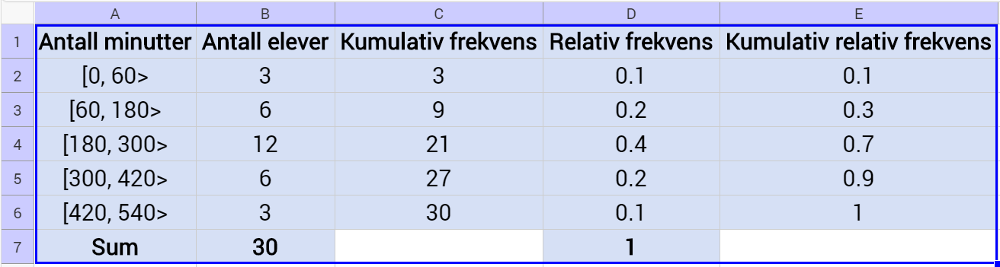 A B C D E
1 Antall minutter Antall elever Kumulativ frekvens Relativ frekvens Kumulativ relativ frekvens
2 [0, 60> 3 3 0.1 0.1
3 [60, 180> 6 9 0.2 0.3
4 [180, 300> 12 21 0.4 0.7
5 [300, 420> 6 27 0.2 0.9
6 [420, 540> 3 30 0.1 1
7 Sum 30 1